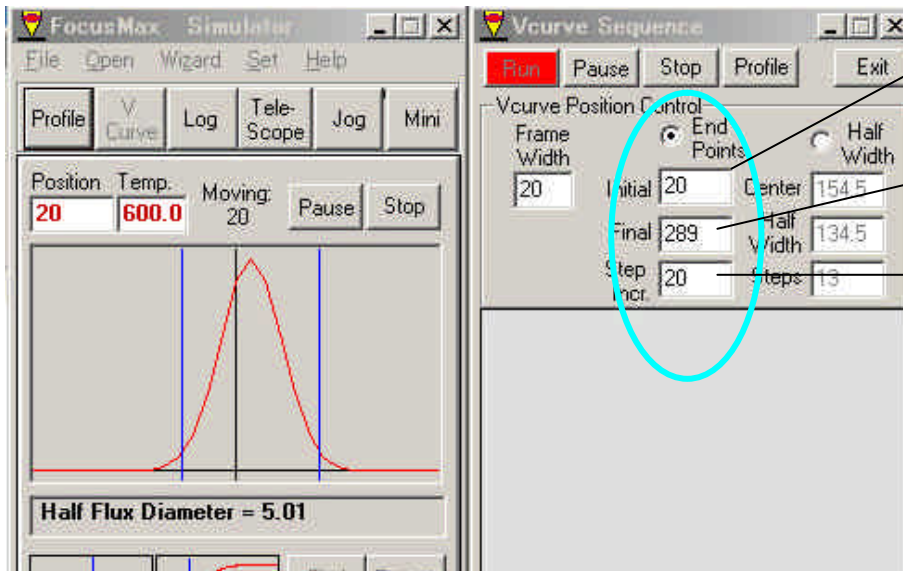 FocusMax Simulator
File Open Wizard Set Help
Profile
V Curve
Log
Tele-
Scope
Jog
Mini
Position Temp.
20 600.0
Moving:
20
Pause
Stop
Half Flux Diameter = 5.01
Vcurve Sequence
Run Pause Stop Profile Exit
Vcurve Position Control
Frame
Width
20
End
Points
Half
Width
Initial 20
Center 154.5
Final 289
Half
Width 134.5
Step
Incr. 20
Steps 13